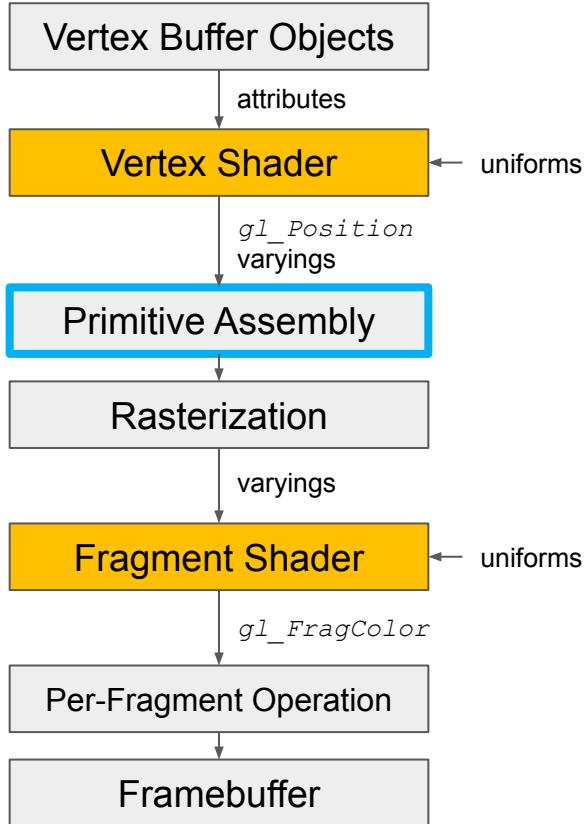 Vertex Buffer Objects
attributes
Vertex Shader
uniforms
gl_Position
varyings
Primitive Assembly
Rasterization
varyings
Fragment Shader
uniforms
gl_FragColor
Per-Fragment Operation
Framebuffer